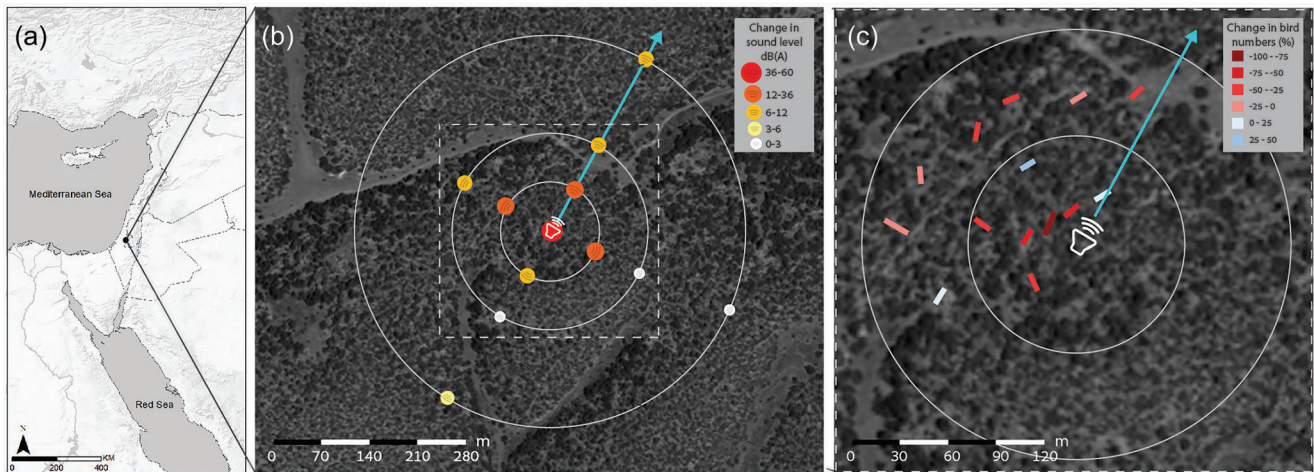 (a)
Mediterranean Sea
Red Sea
N
KM
0 200 400
(b)
Change in
sound level
dB(A)
36-60
12-36
6-12
3-6
0-3
m
0 70 140 210 280
(c)
Change in bird
numbers (%)
-100 - -75
-75 - -50
-50 - -25
-25 - 0
0 - 25
25 - 50
m
0 30 60 90 120